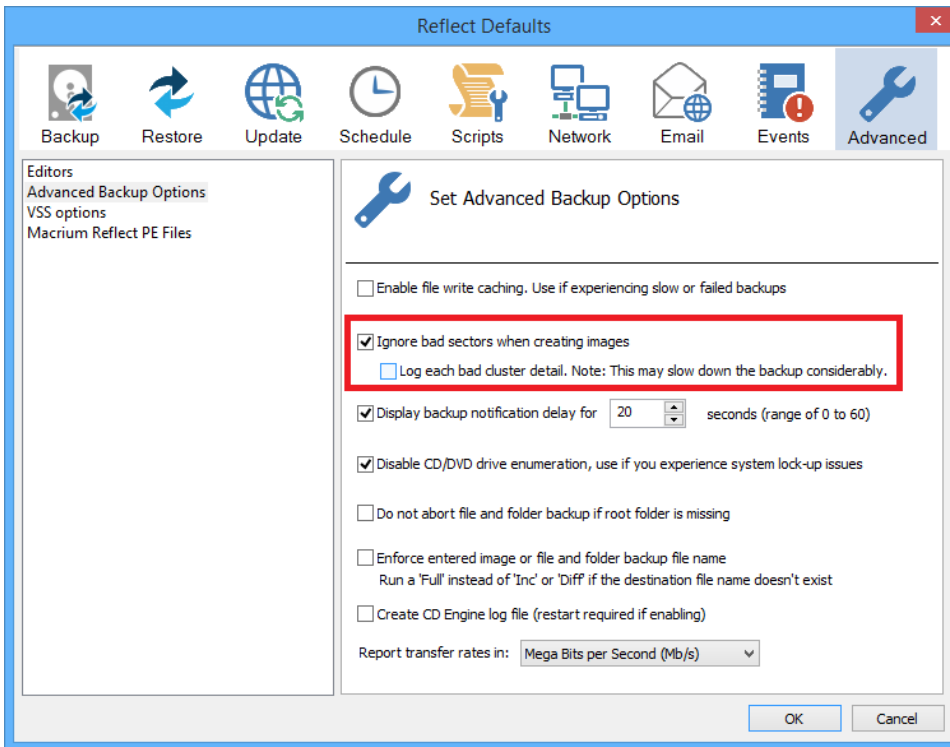 Reflect Defaults
Backup Restore Update Schedule Scripts Network Email Events Advanced
Editors
Advanced Backup Options
VSS options
Macrium Reflect PE Files
Set Advanced Backup Options
Enable file write caching. Use if experiencing slow or failed backups
Ignore bad sectors when creating images
Log each bad cluster detail. Note: This may slow down the backup considerably.
Display backup notification delay for 20 seconds (range of 0 to 60)
Disable CD/DVD drive enumeration, use if you experience system lock-up issues
Do not abort file and folder backup if root folder is missing
Enforce entered image or file and folder backup file name
Run a 'Full' instead of 'Inc' or 'Diff' if the destination file name doesn't exist
Create CD Engine log file (restart required if enabling)
Report transfer rates in: Mega Bits per Second (Mb/s)
OK Cancel